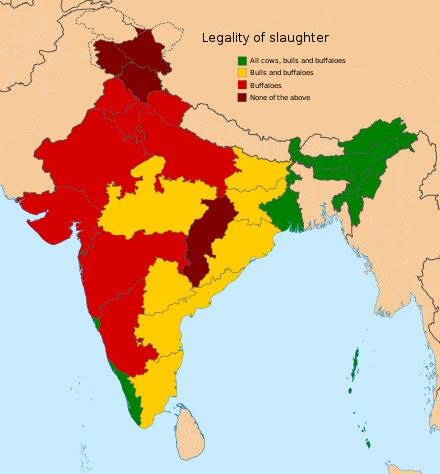 Legality of slaughter
All cows, bulls and buffaloes
Bulls and buffaloes
Buffaloes
None of the above